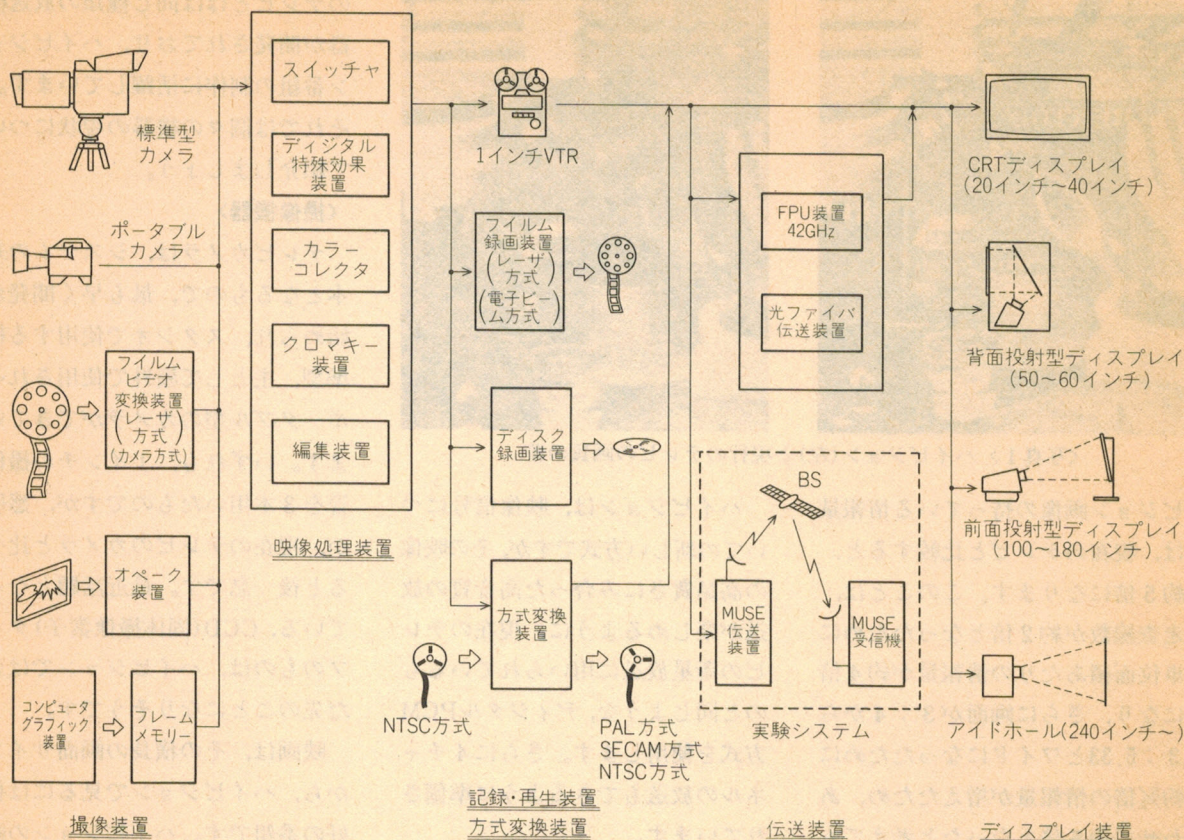 標準型
カメラ
ポータブル
カメラ
フイルム
ビデオ
変換装置
(レーザ
方式)
(カメラ方式)
オペーク
装置
コンピュータ
グラフィック
装置
フレーム
メモリー
撮像装置
スイッチャ
ディジタル
特殊効果
装置
カラー
コレクタ
クロマキー
装置
編集装置
映像処理装置
1インチVTR
フイルム
録画装置
(レーザ
方式)
(電子ビー
ム方式)
ディスク
録画装置
方式変換
装置
NTSC方式
PAL方式
SECAM方式
NTSC方式
記録・再生装置
方式変換装置
FPU装置
42GHz
光ファイバ
伝送装置
BS
MUSE
伝送
装置
MUSE
受信機
実験システム
伝送装置
CRTディスプレイ
(20インチ～40インチ)
背面投射型ディスプレイ
(50～60インチ)
前面投射型ディスプレイ
(100～180インチ)
アイドホール(240インチ～)
ディスプレイ装置